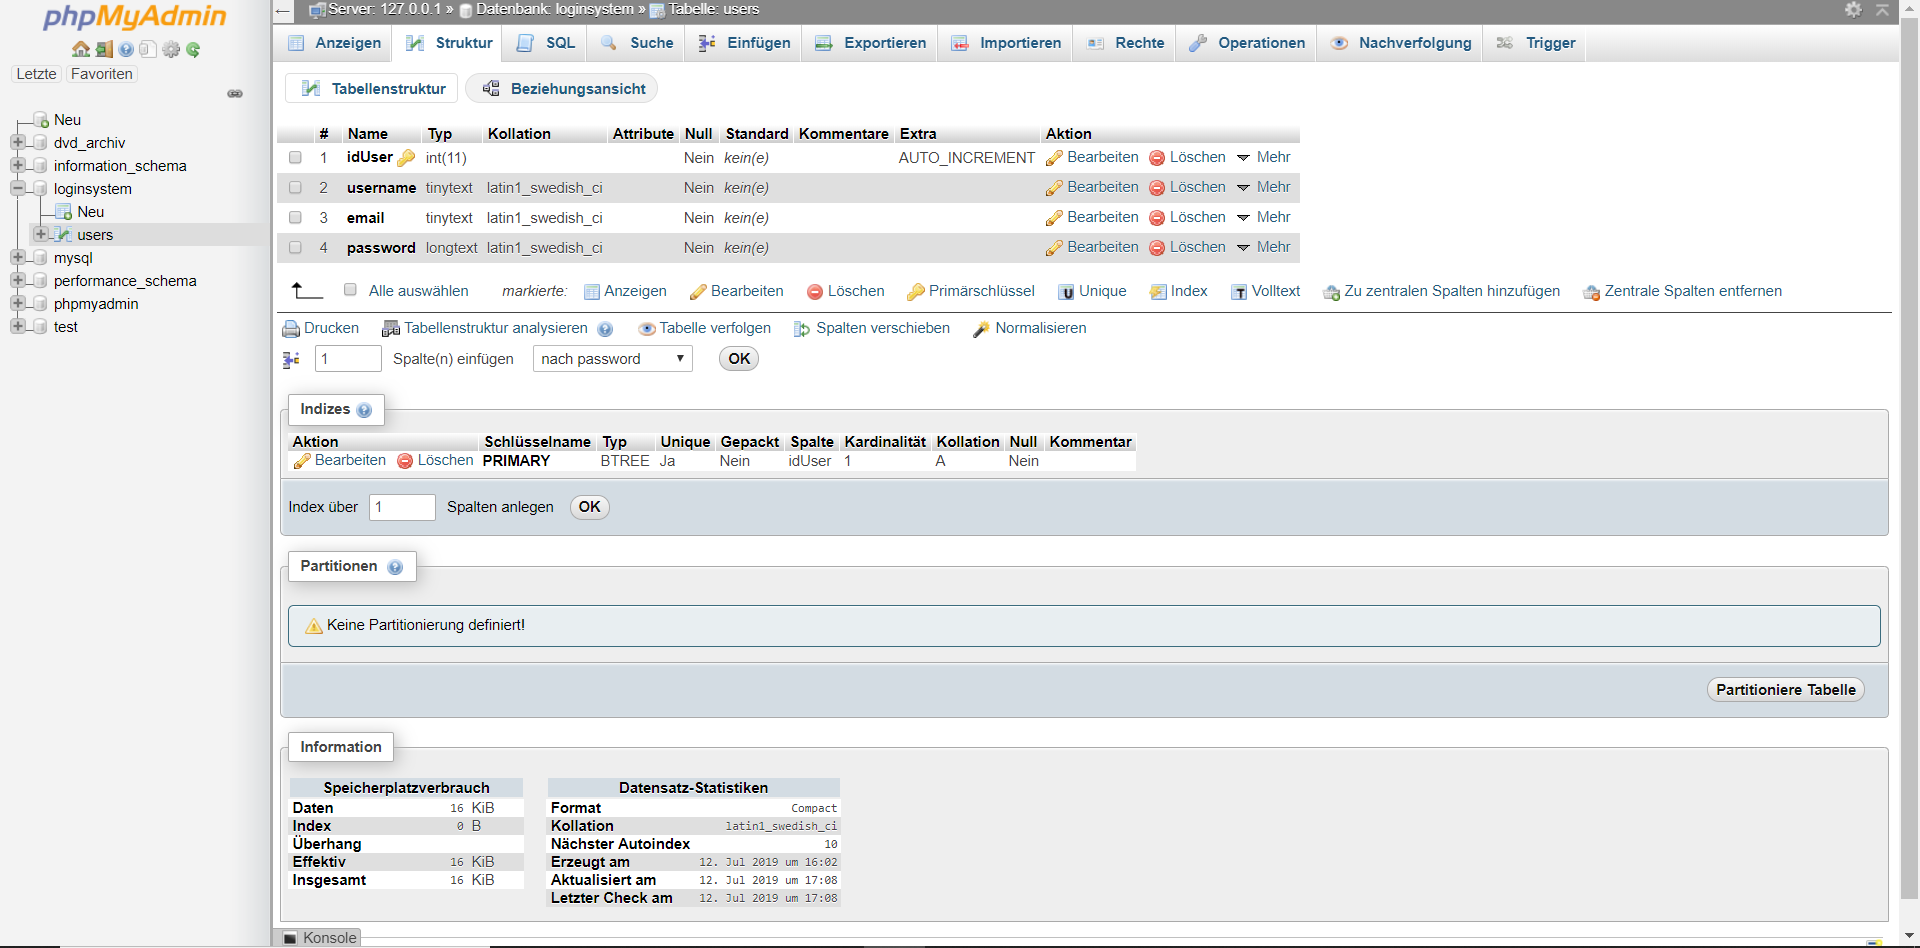 phpMyAdmin
Letzte Favoriten
Neu
dvd_archiv
information_schema
loginsystem
Neu
users
mysql
performance_schema
phpmyadmin
test
← Server: 127.0.0.1 » Datenbank: loginsystem » Tabelle: users
Anzeigen Struktur SQL Suche Einfügen Exportieren Importieren Rechte Operationen Nachverfolgung Trigger
Tabellenstruktur Beziehungsansicht
# Name Typ Kollation Attribute Null Standard Kommentare Extra Aktion
1 idUser int(11) Nein kein(e) AUTO_INCREMENT Bearbeiten Löschen Mehr
2 username tinytext latin1_swedish_ci Nein kein(e) Bearbeiten Löschen Mehr
3 email tinytext latin1_swedish_ci Nein kein(e) Bearbeiten Löschen Mehr
4 password longtext latin1_swedish_ci Nein kein(e) Bearbeiten Löschen Mehr
Alle auswählen markierte: Anzeigen Bearbeiten Löschen Primärschlüssel Unique Index Volltext Zu zentralen Spalten hinzufügen Zentrale Spalten entfernen
Drucken Tabellenstruktur analysieren Tabelle verfolgen Spalten verschieben Normalisieren
1 Spalte(n) einfügen nach password OK
Indizes
Aktion Schlüsselname Typ Unique Gepackt Spalte Kardinalität Kollation Null Kommentar
Bearbeiten Löschen PRIMARY BTREE Ja Nein idUser 1 A Nein
Index über 1 Spalten anlegen OK
Partitionen
Keine Partitionierung definiert!
Partitioniere Tabelle
Information
Speicherplatzverbrauch
Daten 16 KiB
Index 0 B
Überhang
Effektiv 16 KiB
Insgesamt 16 KiB
Datensatz-Statistiken
Format Compact
Kollation latin1_swedish_ci
Nächster Autoindex 10
Erzeugt am 12. Jul 2019 um 16:02
Aktualisiert am 12. Jul 2019 um 17:08
Letzter Check am 12. Jul 2019 um 17:08
Konsole